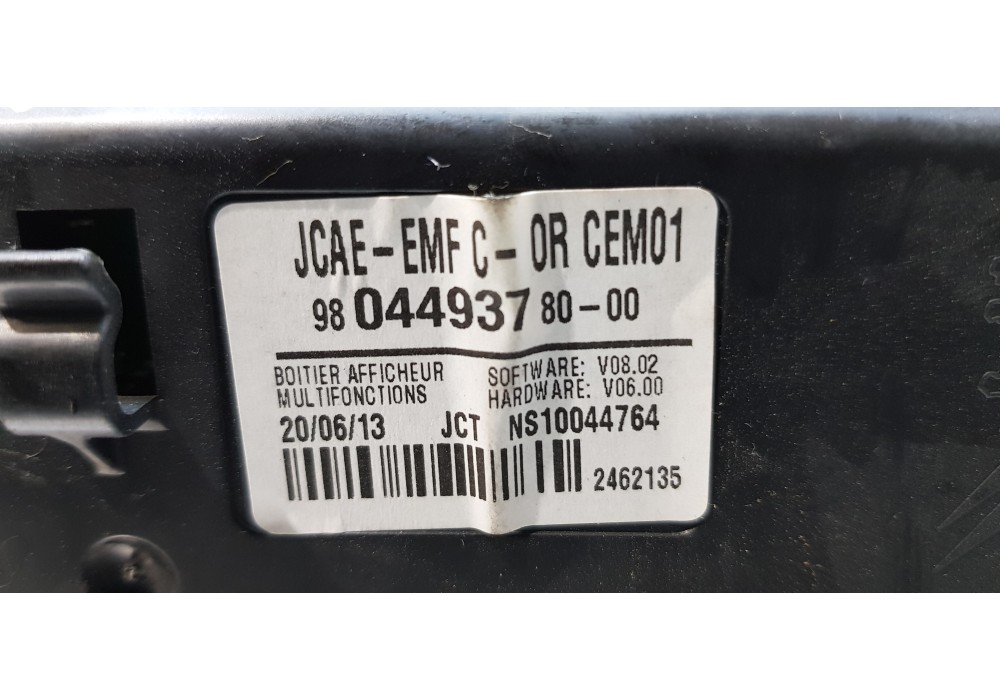 JCAE-EMF C-OR CEM01
98 044937 80-00
BOITIER AFFICHEUR SOFTWARE: V08.02
MULTIFONCTIONS HARDWARE: V06.00
20/06/13 JCT NS10044764
2462135